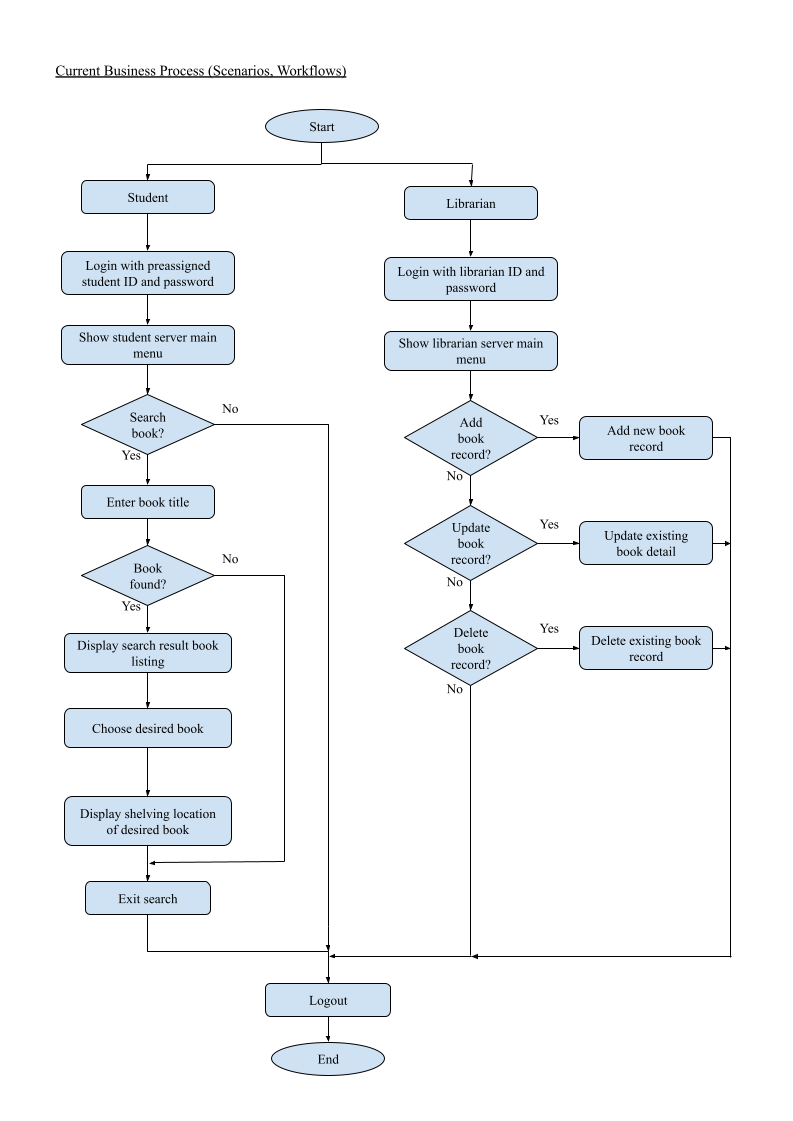 Current Business Process (Scenarios, Workflows)
Start
Student
Librarian
Login with preassigned
student ID and password
Login with librarian ID and
password
Show student server main
menu
Show librarian server main
menu
Search
book?
No
Yes
Add
book
record?
Yes
No
Add new book
record
Enter book title
Update
book
record?
Yes
No
Update existing
book detail
Book
found?
No
Yes
Delete
book
record?
Yes
No
Delete existing book
record
Display search result book
listing
Choose desired book
Display shelving location
of desired book
Exit search
Logout
End